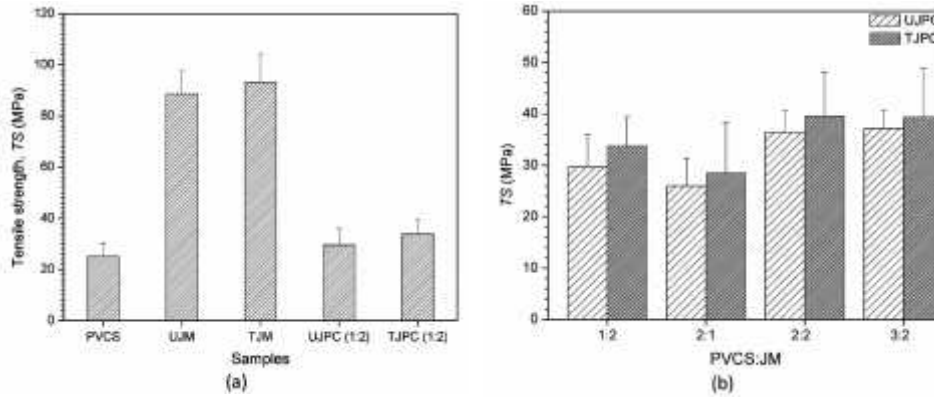 120
100
80
60
40
20
0
Tensile strength, TS (MPa)
PVCS UJM TJM UJPC (1:2) TJPC (1:2)
Samples
(a)
60
50
40
30
20
10
0
TS (MPa)
UJPC
TJPC
1:2 2:1 2:2 3:2
PVCS:JM
(b)